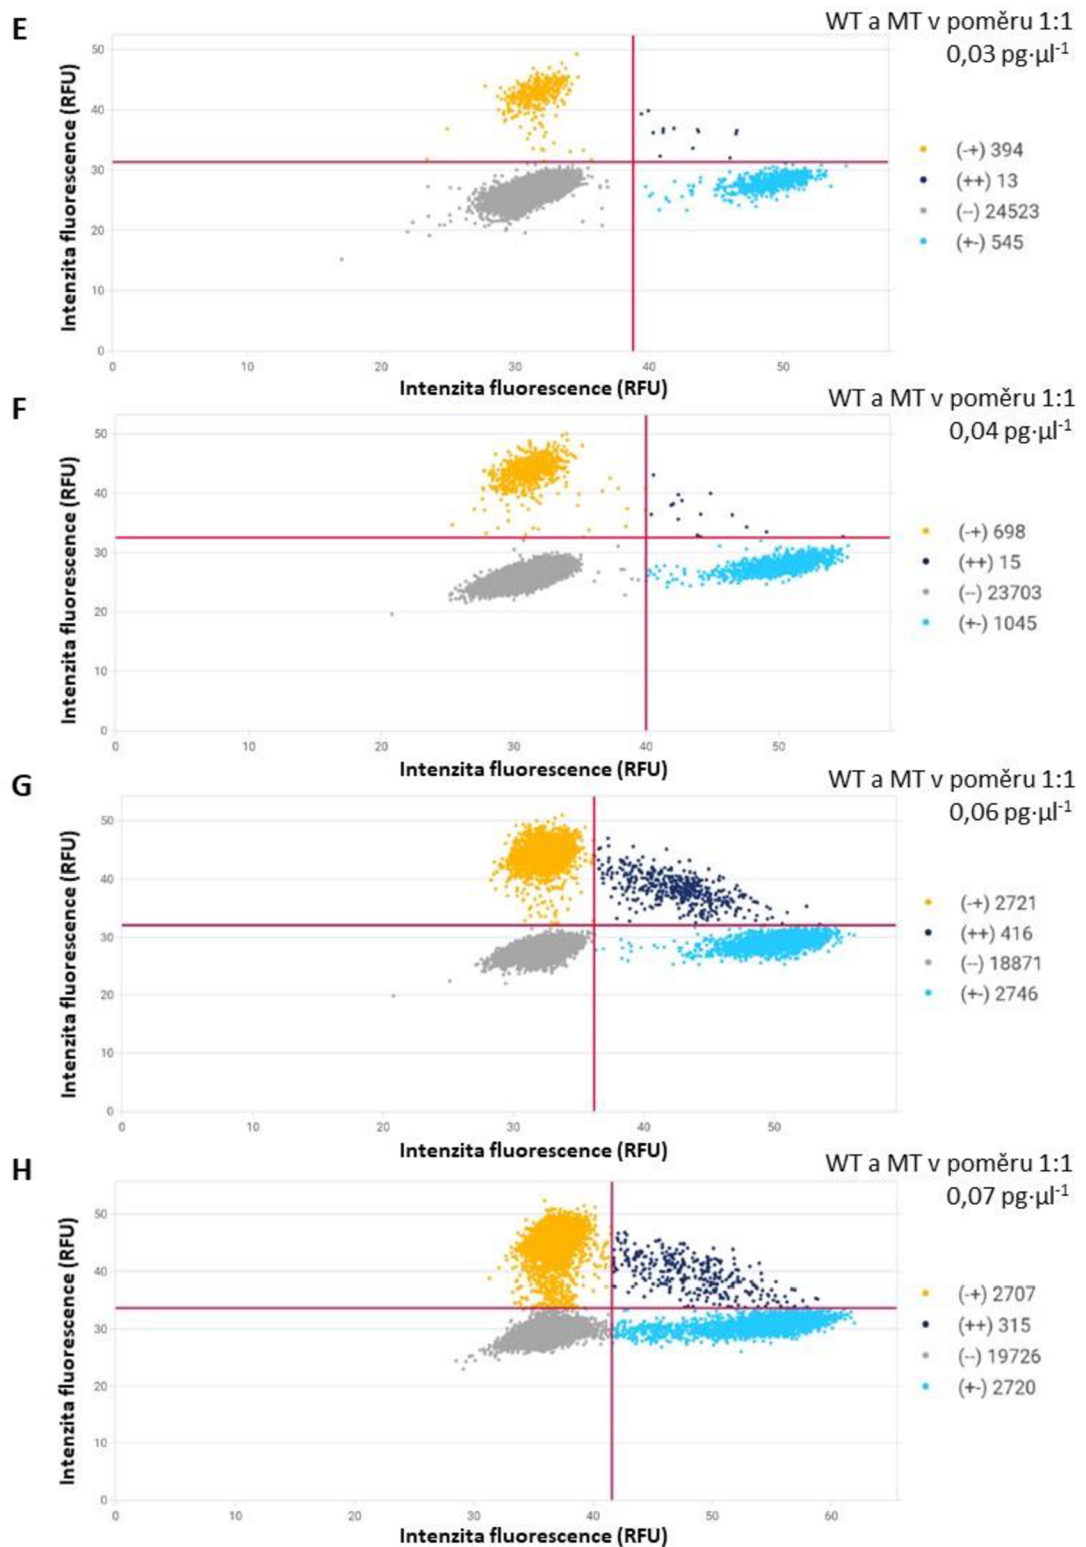 E
WT a MT v poměru 1:1
0,03 pg·µl-1
Intenzita fluorescence (RFU)
50
40
30
20
10
0
0 10 20 30 40 50
Intenzita fluorescence (RFU)
(-+) 394
(++) 13
(--) 24523
(+-) 545
F
WT a MT v poměru 1:1
0,04 pg·µl-1
Intenzita fluorescence (RFU)
50
40
30
20
10
0
0 10 20 30 40 50
Intenzita fluorescence (RFU)
(-+) 698
(++) 15
(--) 23703
(+-) 1045
G
WT a MT v poměru 1:1
0,06 pg·µl-1
Intenzita fluorescence (RFU)
50
40
30
20
10
0
0 10 20 30 40 50
Intenzita fluorescence (RFU)
(-+) 2721
(++) 416
(--) 18871
(+-) 2746
H
WT a MT v poměru 1:1
0,07 pg·µl-1
Intenzita fluorescence (RFU)
50
40
30
20
10
0
0 10 20 30 40 50 60
Intenzita fluorescence (RFU)
(-+) 2707
(++) 315
(--) 19726
(+-) 2720